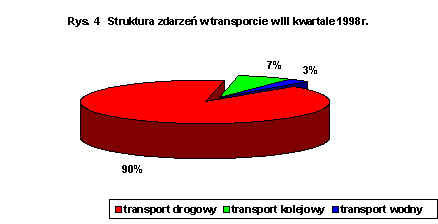 Rys. 4 Struktura zdarzeń w transporcie w III kwartale 1998 r.
7%
3%
90%
transport drogowy transport kolejowy transport wodny